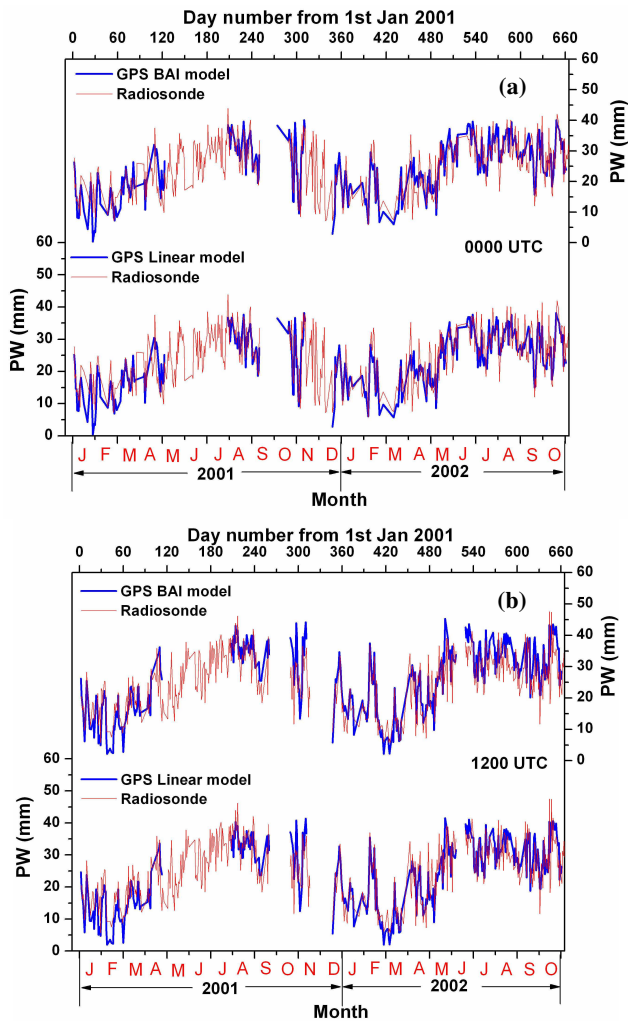 Day number from 1st Jan 2001
0 60 120 180 240 300 360 420 480 540 600 660
GPS BAI model
Radiosonde
(a)
60
50
40
30
20
10
0
PW (mm)
0000 UTC
GPS Linear model
Radiosonde
60
50
40
30
20
10
0
PW (mm)
J F M A M J J A S O N D J F M A M J J A S O
2001 2002
Month
Day number from 1st Jan 2001
0 60 120 180 240 300 360 420 480 540 600 660
GPS BAI model
Radiosonde
(b)
60
50
40
30
20
10
0
PW (mm)
1200 UTC
GPS Linear model
Radiosonde
60
50
40
30
20
10
0
PW (mm)
J F M A M J J A S O N D J F M A M J J A S O
2001 2002
Month